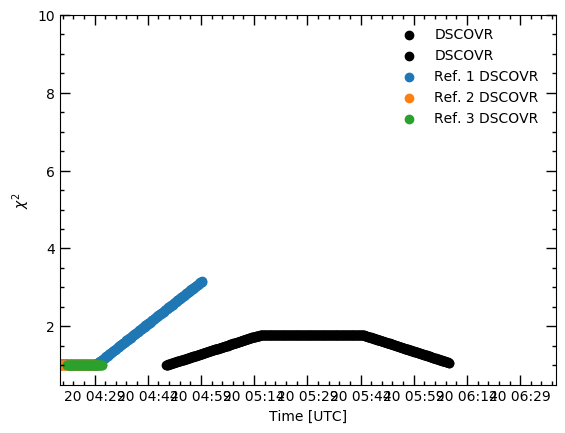 10
8
6
4
2
χ²
DSCOVR
DSCOVR
Ref. 1 DSCOVR
Ref. 2 DSCOVR
Ref. 3 DSCOVR
20 04:29 20 04:44 20 04:59 20 05:14 20 05:29 20 05:44 20 05:59 20 06:14 20 06:29
Time [UTC]